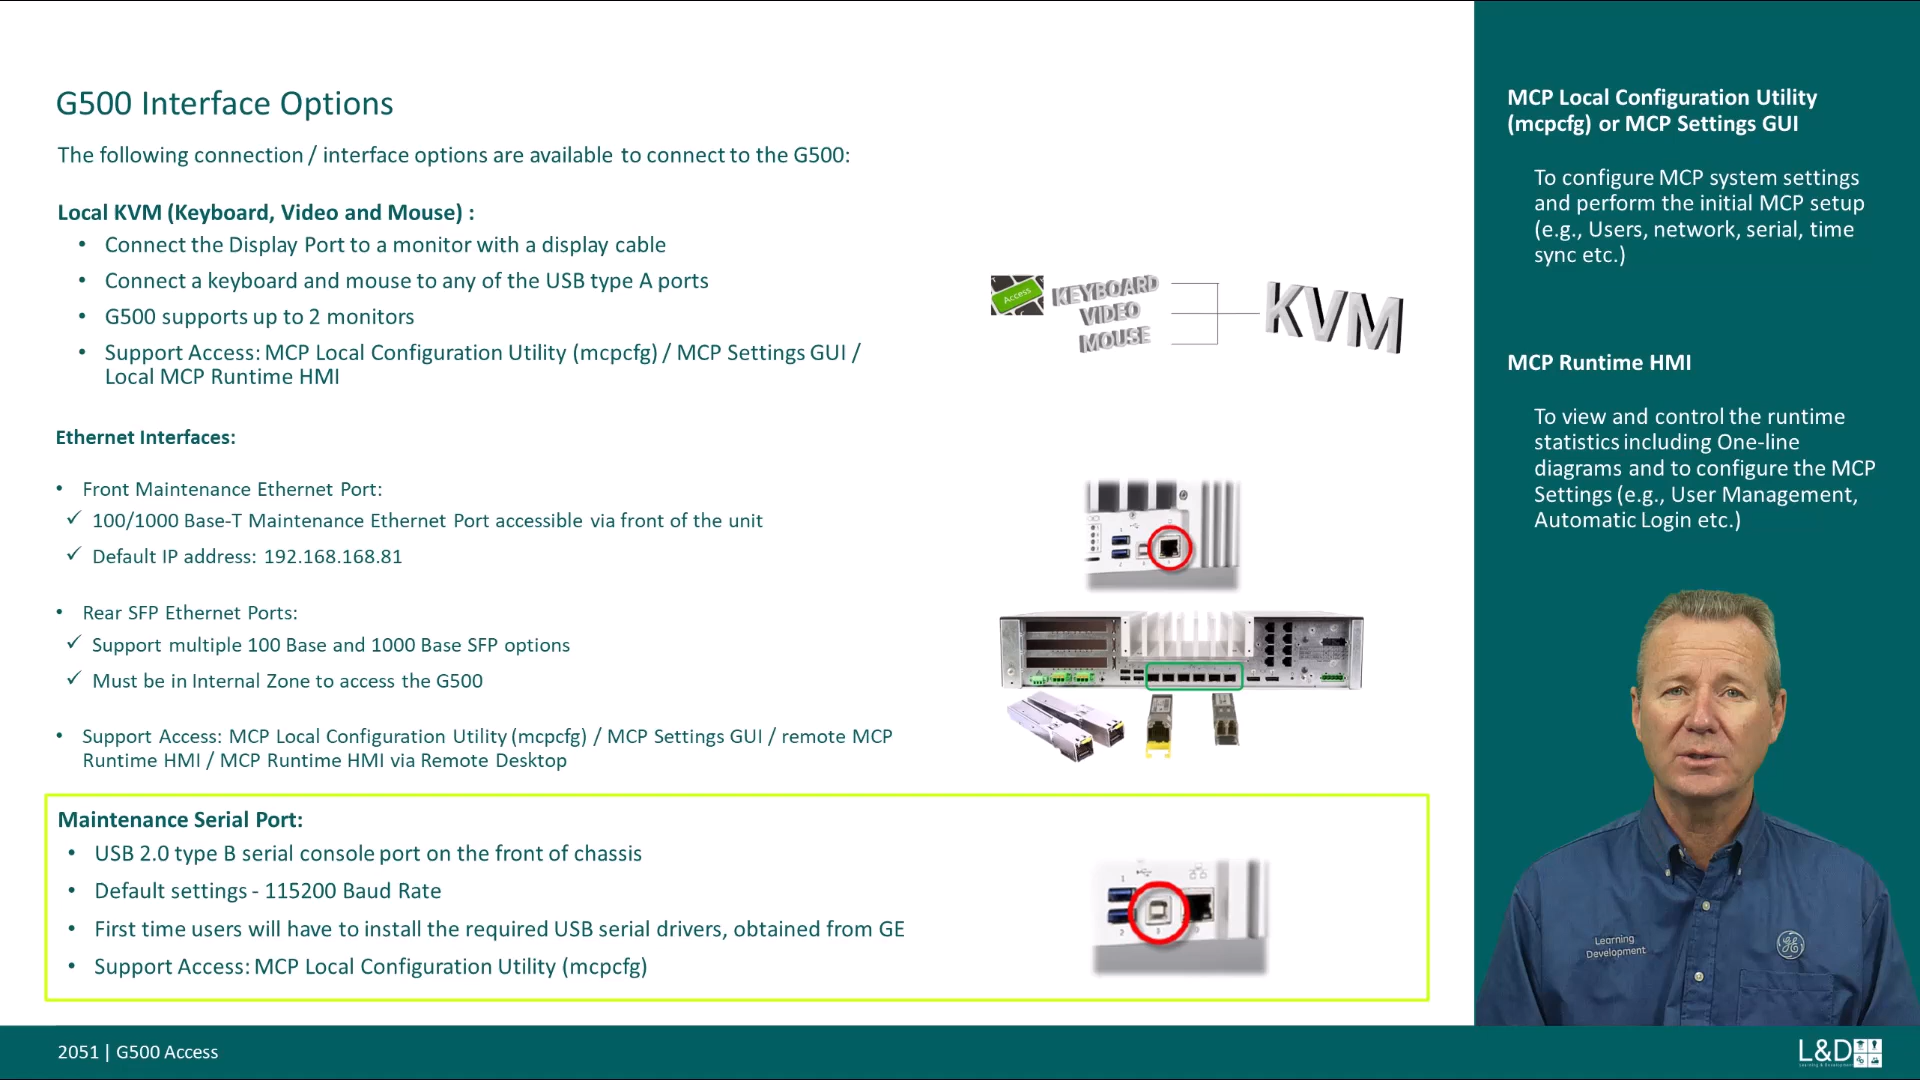 G500 Interface Options
The following connection / interface options are available to connect to the G500:
Local KVM (Keyboard, Video and Mouse) :
• Connect the Display Port to a monitor with a display cable
• Connect a keyboard and mouse to any of the USB type A ports
• G500 supports up to 2 monitors
• Support Access: MCP Local Configuration Utility (mcpcfg) / MCP Settings GUI /
Local MCP Runtime HMI
Access
KEYBOARD
VIDEO
MOUSE
KVM
Ethernet Interfaces:
• Front Maintenance Ethernet Port:
✓ 100/1000 Base-T Maintenance Ethernet Port accessible via front of the unit
✓ Default IP address: 192.168.168.81
• Rear SFP Ethernet Ports:
✓ Support multiple 100 Base and 1000 Base SFP options
✓ Must be in Internal Zone to access the G500
• Support Access: MCP Local Configuration Utility (mcpcfg) / MCP Settings GUI / remote MCP
Runtime HMI / MCP Runtime HMI via Remote Desktop
Maintenance Serial Port:
• USB 2.0 type B serial console port on the front of chassis
• Default settings - 115200 Baud Rate
• First time users will have to install the required USB serial drivers, obtained from GE
• Support Access: MCP Local Configuration Utility (mcpcfg)
MCP Local Configuration Utility
(mcpcfg) or MCP Settings GUI
To configure MCP system settings
and perform the initial MCP setup
(e.g., Users, network, serial, time
sync etc.)
MCP Runtime HMI
To view and control the runtime
statistics including One-line
diagrams and to configure the MCP
Settings (e.g., User Management,
Automatic Login etc.)
Learning
Development
GE
2051 | G500 Access
L&D